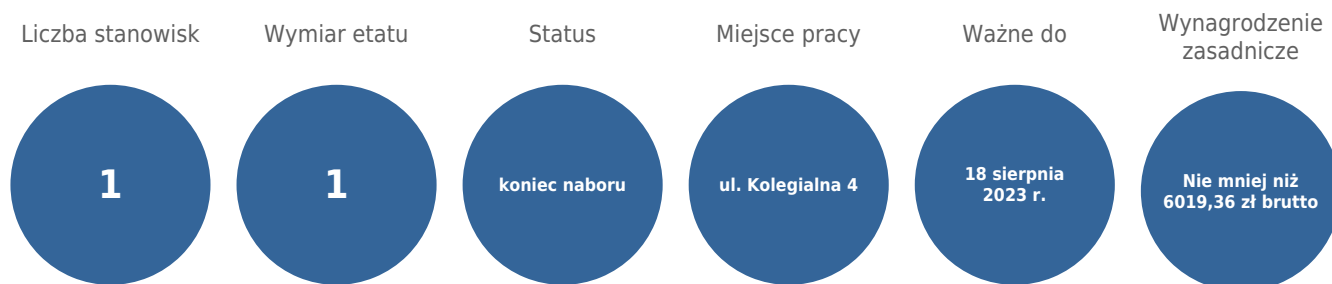 Liczba stanowisk
1
Wymiar etatu
1
Status
koniec naboru
Miejsce pracy
ul. Kolegialna 4
Ważne do
18 sierpnia
2023 r.
Wynagrodzenie
zasadnicze
Nie mniej niż
6019,36 zł brutto